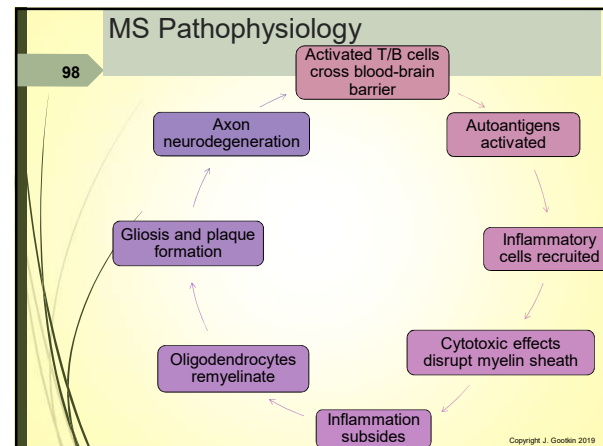 MS Pathophysiology
98
Activated T/B cells
cross blood-brain
barrier
Autoantigens
activated
Inflammatory
cells recruited
Cytotoxic effects
disrupt myelin sheath
Inflammation
subsides
Oligodendrocytes
remyelinate
Gliosis and plaque
formation
Axon
neurodegeneration
Copyright J. Gootkin 2019